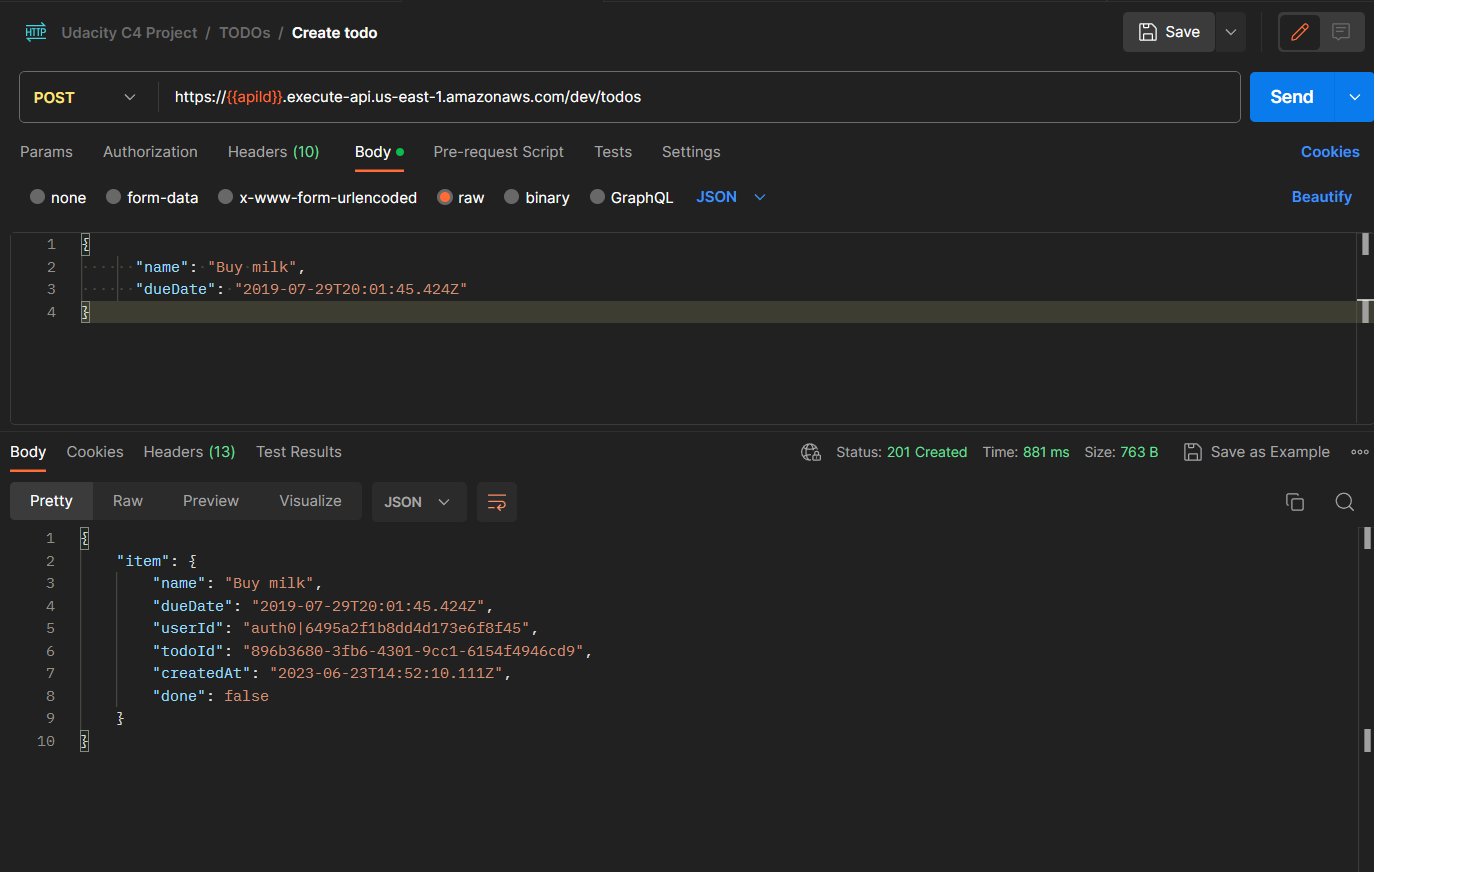 HTTP Udacity C4 Project / TODOs / Create todo Save
POST https://{{apiId}}.execute-api.us-east-1.amazonaws.com/dev/todos Send
Params Authorization Headers (10) Body Pre-request Script Tests Settings Cookies
none form-data x-www-form-urlencoded raw binary GraphQL JSON Beautify
1 {
2 "name": "Buy milk",
3 "dueDate": "2019-07-29T20:01:45.424Z"
4 }
Body Cookies Headers (13) Test Results Status: 201 Created Time: 881 ms Size: 763 B Save as Example
Pretty Raw Preview Visualize JSON
1 {
2 "item": {
3 "name": "Buy milk",
4 "dueDate": "2019-07-29T20:01:45.424Z",
5 "userId": "auth0|6495a2f1b8dd4d173e6f8f45",
6 "todoId": "896b3680-3fb6-4301-9cc1-6154f4946cd9",
7 "createdAt": "2023-06-23T14:52:10.111Z",
8 "done": false
9 }
10 }